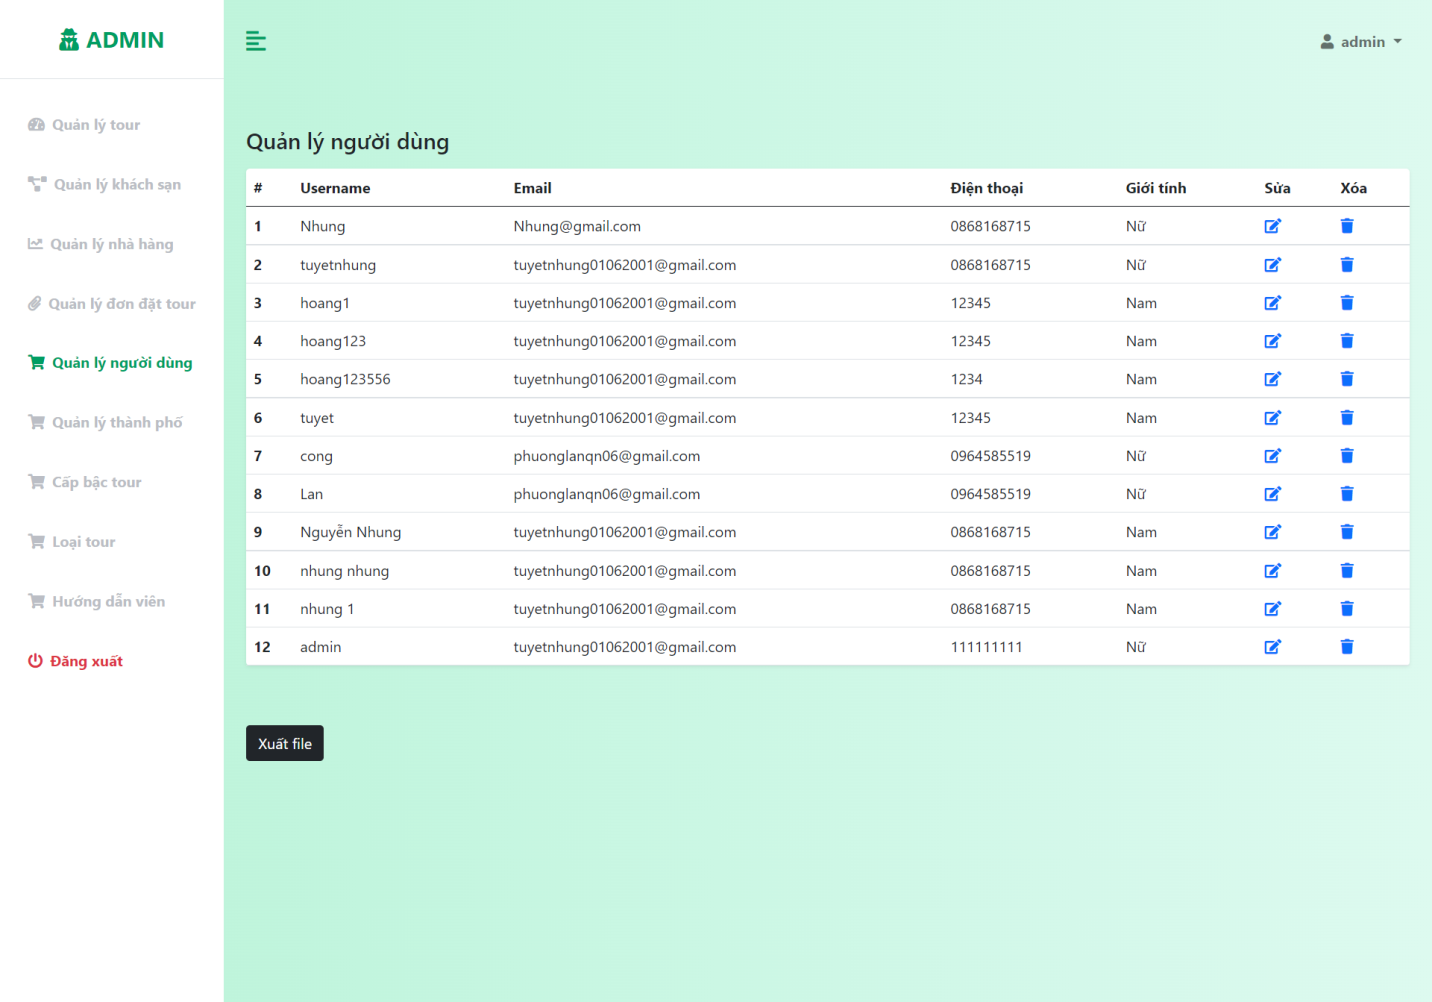 ADMIN
admin
Quản lý tour
Quản lý khách sạn
Quản lý nhà hàng
Quản lý đơn đặt tour
Quản lý người dùng
Quản lý thành phố
Cấp bậc tour
Loại tour
Hướng dẫn viên
Đăng xuất
Quản lý người dùng
# Username Email Điện thoại Giới tính Sửa Xóa
1 Nhung Nhung@gmail.com 0868168715 Nữ
2 tuyetnhung tuyetnhung01062001@gmail.com 0868168715 Nữ
3 hoang1 tuyetnhung01062001@gmail.com 12345 Nam
4 hoang123 tuyetnhung01062001@gmail.com 12345 Nam
5 hoang123556 tuyetnhung01062001@gmail.com 1234 Nam
6 tuyet tuyetnhung01062001@gmail.com 12345 Nam
7 cong phuonglanqn06@gmail.com 0964585519 Nữ
8 Lan phuonglanqn06@gmail.com 0964585519 Nữ
9 Nguyễn Nhung tuyetnhung01062001@gmail.com 0868168715 Nam
10 nhung nhung tuyetnhung01062001@gmail.com 0868168715 Nam
11 nhung 1 tuyetnhung01062001@gmail.com 0868168715 Nam
12 admin tuyetnhung01062001@gmail.com 111111111 Nữ
Xuất file